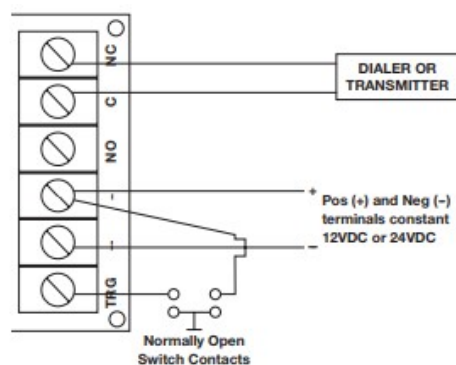 NC
DIALER OR
TRANSMITTER
C
NO
+
Pos (+) and Neg (–)
terminals constant
12VDC or 24VDC
–
TRG
Normally Open
Switch Contacts